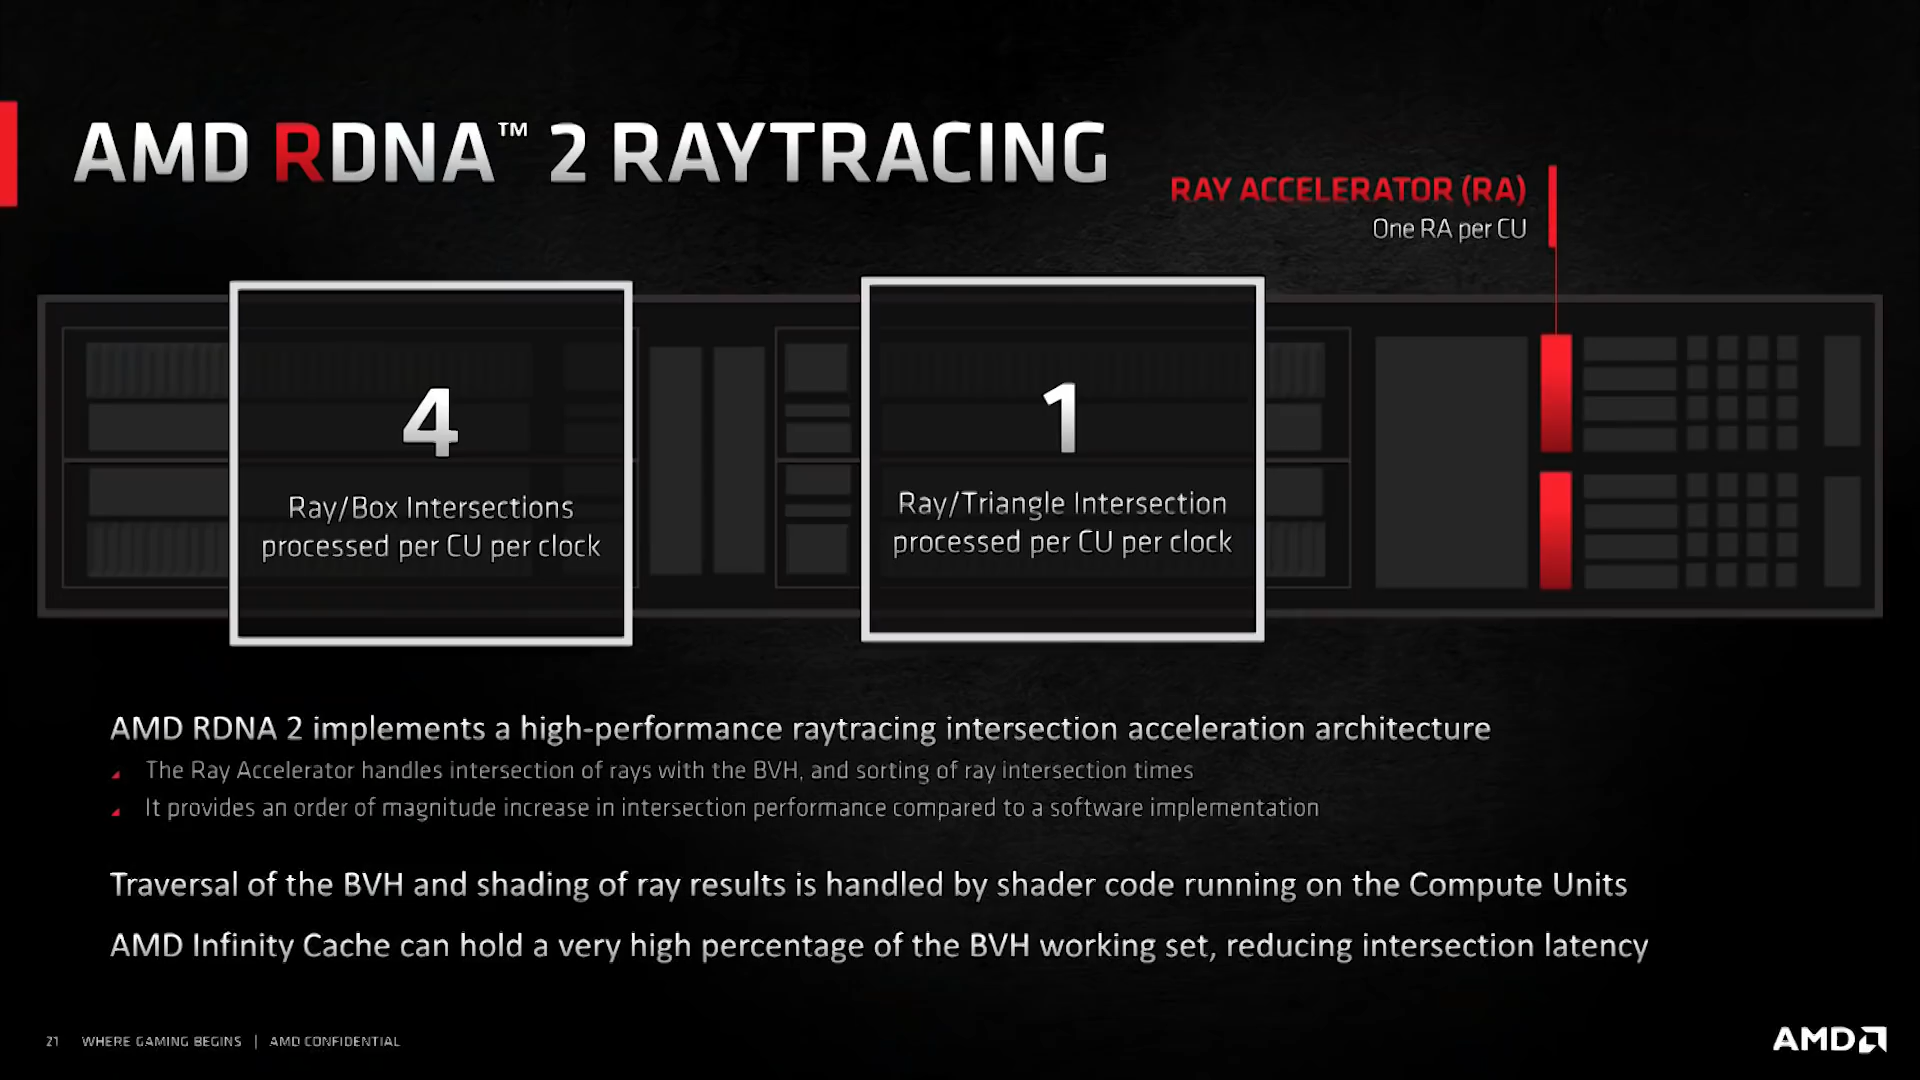 AMD RDNA™ 2 RAYTRACING
RAY ACCELERATOR (RA)
One RA per CU
4
Ray/Box Intersections
processed per CU per clock
1
Ray/Triangle Intersection
processed per CU per clock
AMD RDNA 2 implements a high-performance raytracing intersection acceleration architecture
The Ray Accelerator handles intersection of rays with the BVH, and sorting of ray intersection times
It provides an order of magnitude increase in intersection performance compared to a software implementation
Traversal of the BVH and shading of ray results is handled by shader code running on the Compute Units
AMD Infinity Cache can hold a very high percentage of the BVH working set, reducing intersection latency
21 WHERE GAMING BEGINS | AMD CONFIDENTIAL
AMD